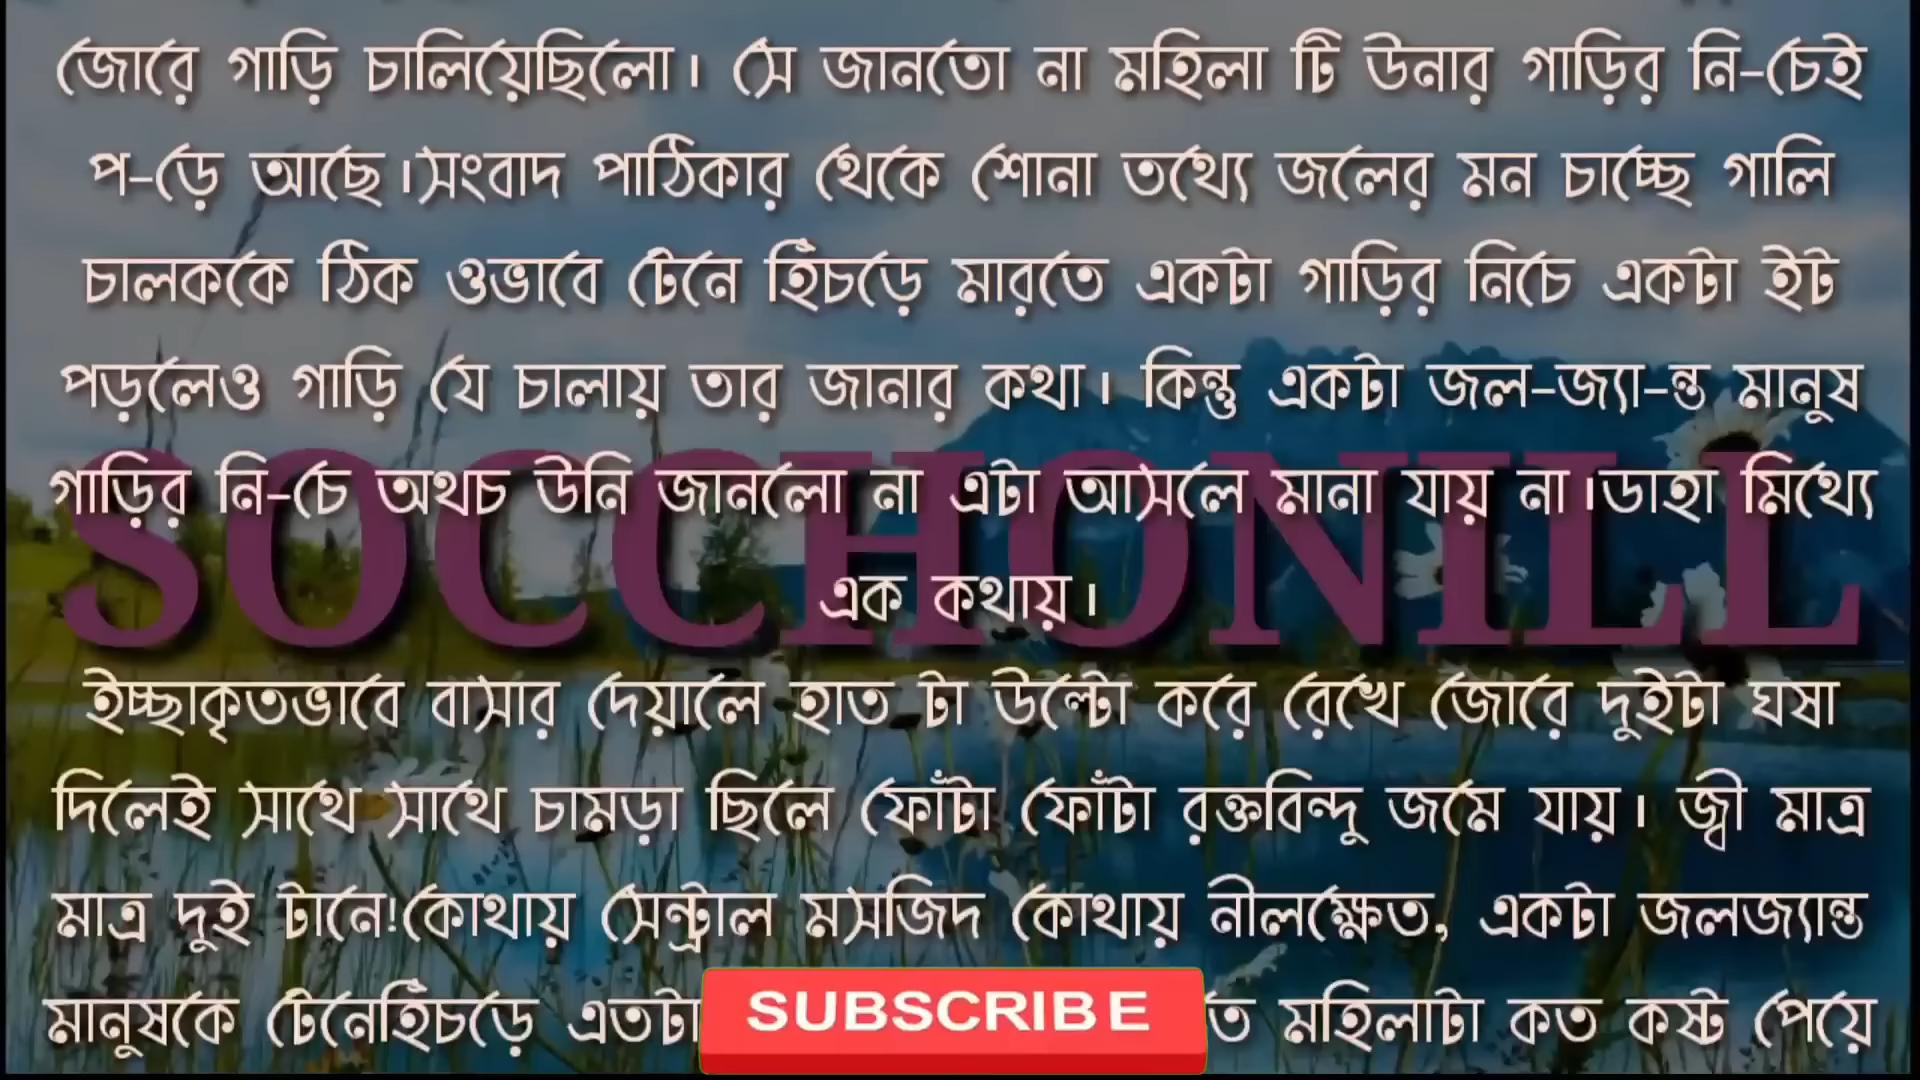 জোরে গাড়ি চালিয়েছিলো। সে জানতো না মহিলা টি উনার গাড়ির নি-চেই
প-ড়ে আছে।সংবাদ পাঠিকার থেকে শোনা তথ্যে জলের মন চাচ্ছে গালি
চালককে ঠিক ওভাবে টেনে হিঁচড়ে মারতে একটা গাড়ির নিচে একটা ইট
পড়লেও গাড়ি যে চালায় তার জানার কথা। কিন্তু একটা জল-জ্যা-ন্ত মানুষ
গাড়ির নি-চে অথচ উনি জানলো না এটা আসলে মানা যায় না।ডাহা মিথ্যে
এক কথায়।
SOCCHONILL
ইচ্ছাকৃতভাবে বাসার দেয়ালে হাত টা উল্টো করে রেখে জোরে দুইটা ঘষা
দিলেই সাথে সাথে চামড়া ছিলে ফোঁটা ফোঁটা রক্তবিন্দু জমে যায়। জ্বী মাত্র
মাত্র দুই টানে!কোথায় সেন্ট্রাল মসজিদ কোথায় নীলক্ষেত, একটা জলজ্যান্ত
মানুষকে টেনেহিঁচড়ে এতটা SUBSCRIBE তে মহিলাটা কত কষ্ট পেয়ে